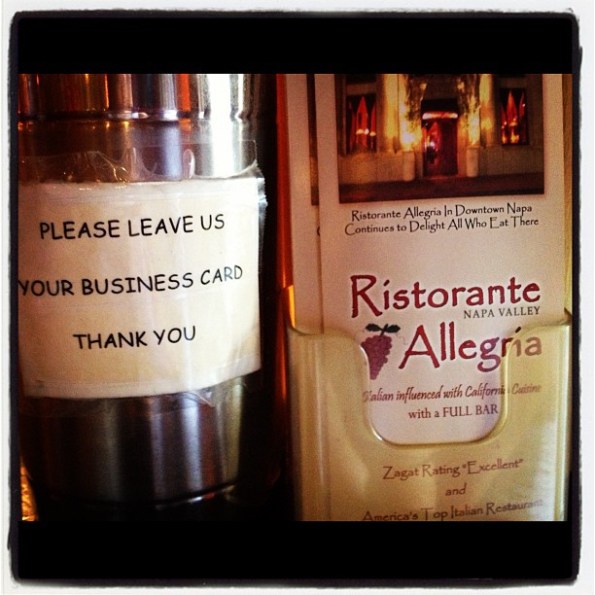 PLEASE LEAVE US
YOUR BUSINESS CARD
THANK YOU
Ristorante Allegria In Downtown Napa
Continues to Delight All Who Eat There
Ristorante
NAPA VALLEY
Allegria
Italian influenced with California Cuisine
with a FULL BAR
Zagat Rating "Excellent"
and
America's Top Italian Restaurant